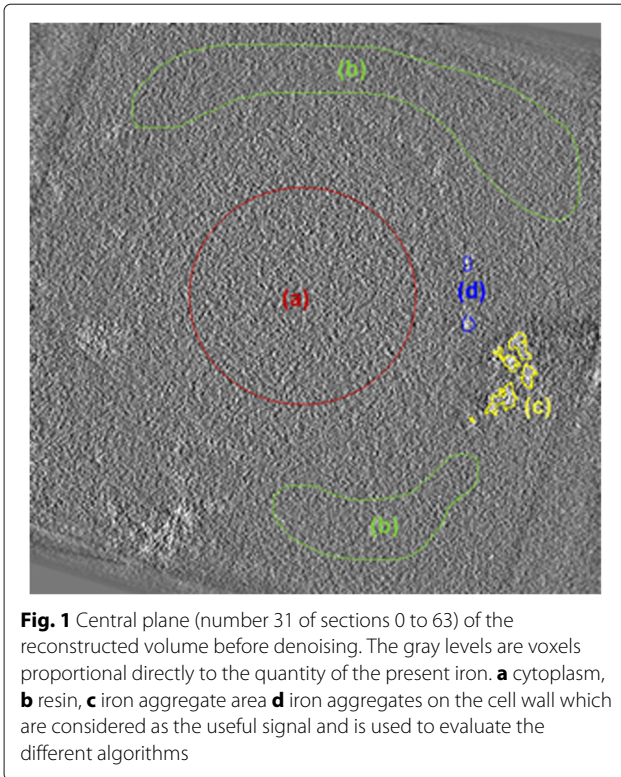 (b)
(a)
(d)
(c)
(b)
Fig. 1 Central plane (number 31 of sections 0 to 63) of the
reconstructed volume before denoising. The gray levels are voxels
proportional directly to the quantity of the present iron. a cytoplasm,
b resin, c iron aggregate area d iron aggregates on the cell wall which
are considered as the useful signal and is used to evaluate the
different algorithms